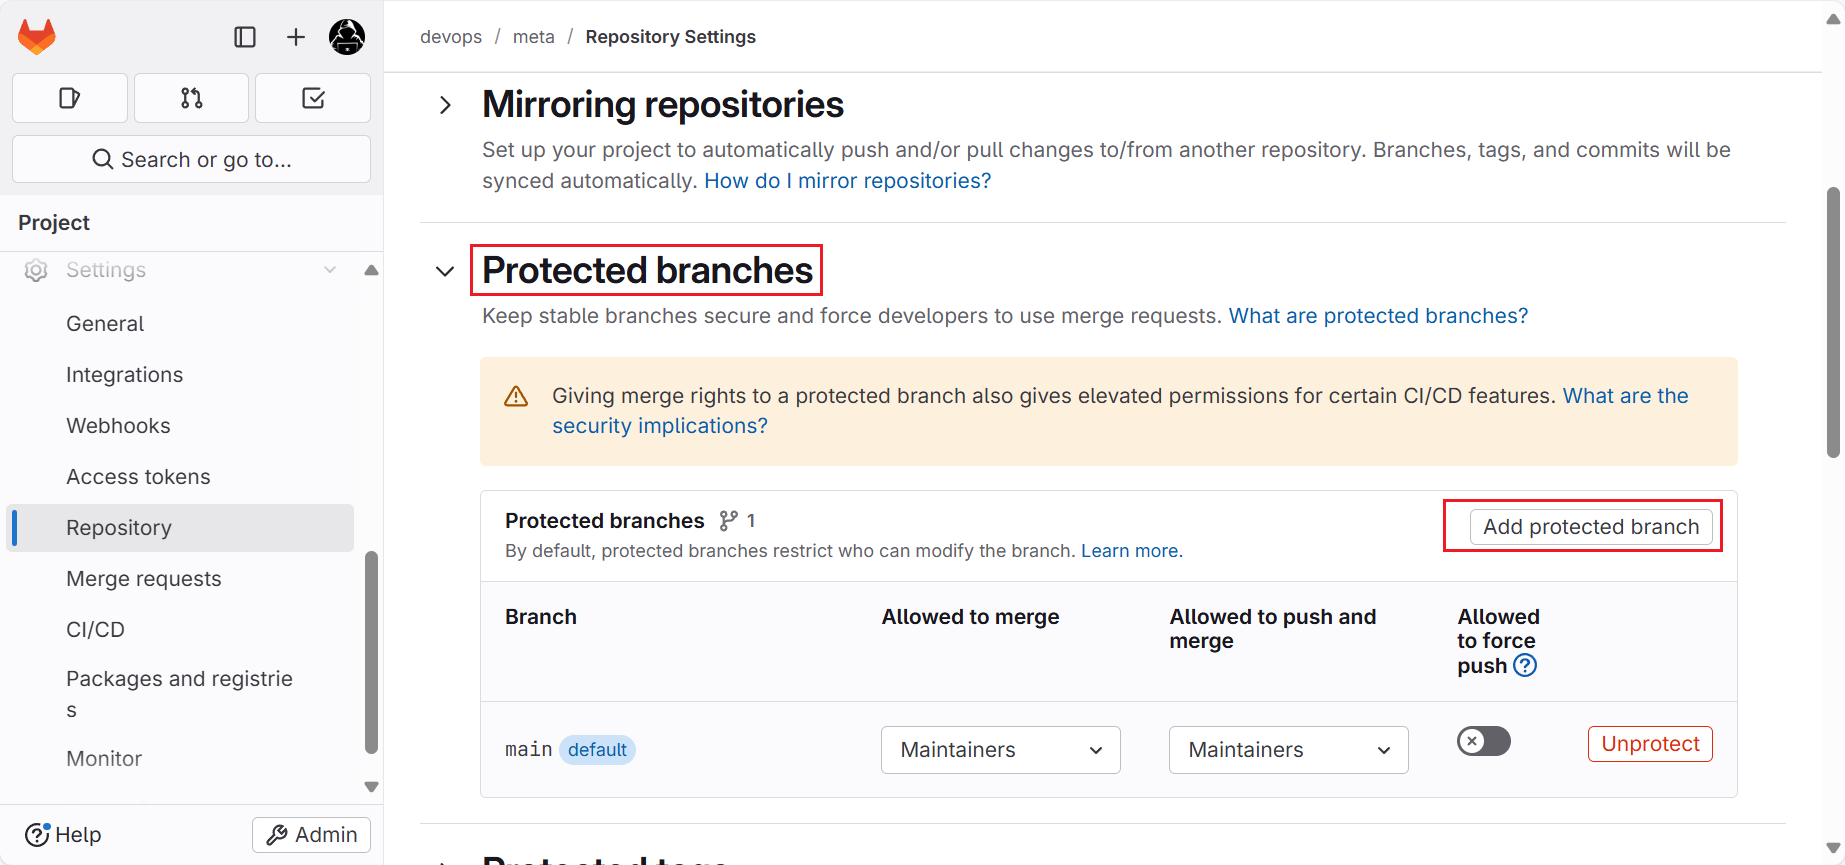 devops / meta / Repository Settings
Search or go to...
Project
Settings
General
Integrations
Webhooks
Access tokens
Repository
Merge requests
CI/CD
Packages and registrie
s
Monitor
Help
Admin
Mirroring repositories
Set up your project to automatically push and/or pull changes to/from another repository. Branches, tags, and commits will be
synced automatically. How do I mirror repositories?
Protected branches
Keep stable branches secure and force developers to use merge requests. What are protected branches?
Giving merge rights to a protected branch also gives elevated permissions for certain CI/CD features. What are the
security implications?
Protected branches 1
Add protected branch
By default, protected branches restrict who can modify the branch. Learn more.
Branch
Allowed to merge
Allowed to push and
merge
Allowed
to force
push
main default
Maintainers
Maintainers
Unprotect
Protected tags